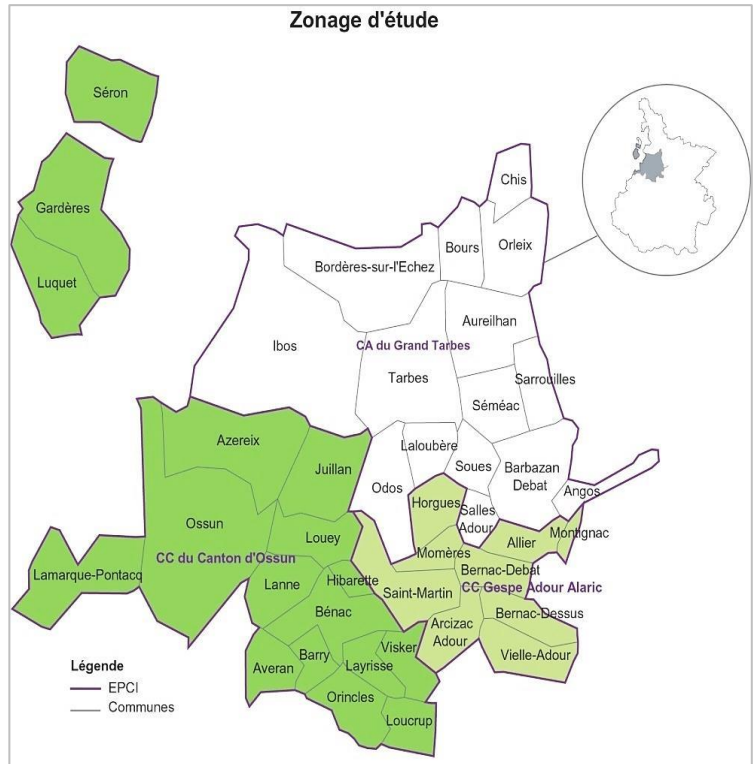 Zonage d'étude
Séron
Gardères
Luquet
Chis
Orleix
Bours
Bordères-sur-l'Echez
Aureilhan
Ibos
CA du Grand Tarbes
Tarbes
Sarrouilles
Séméac
Azereix
Laloubère
Juillan
Soues
Barbazan
Debat
Odos
Angos
Horgues
Salles
Adour
Ossun
Louey
Montignac
Allier
Momères
CC du Canton d'Ossun
Bernac-Debat
Lamarque-Pontacq
Lanne
Hibarette
Saint-Martin
CC Gespe Adour Alaric
Bénac
Bernac-Dessus
Arcizac
Adour
Visker
Barry
Vielle-Adour
Averan
Layrisse
Orincles
Loucrup
Légende
EPCI
Communes